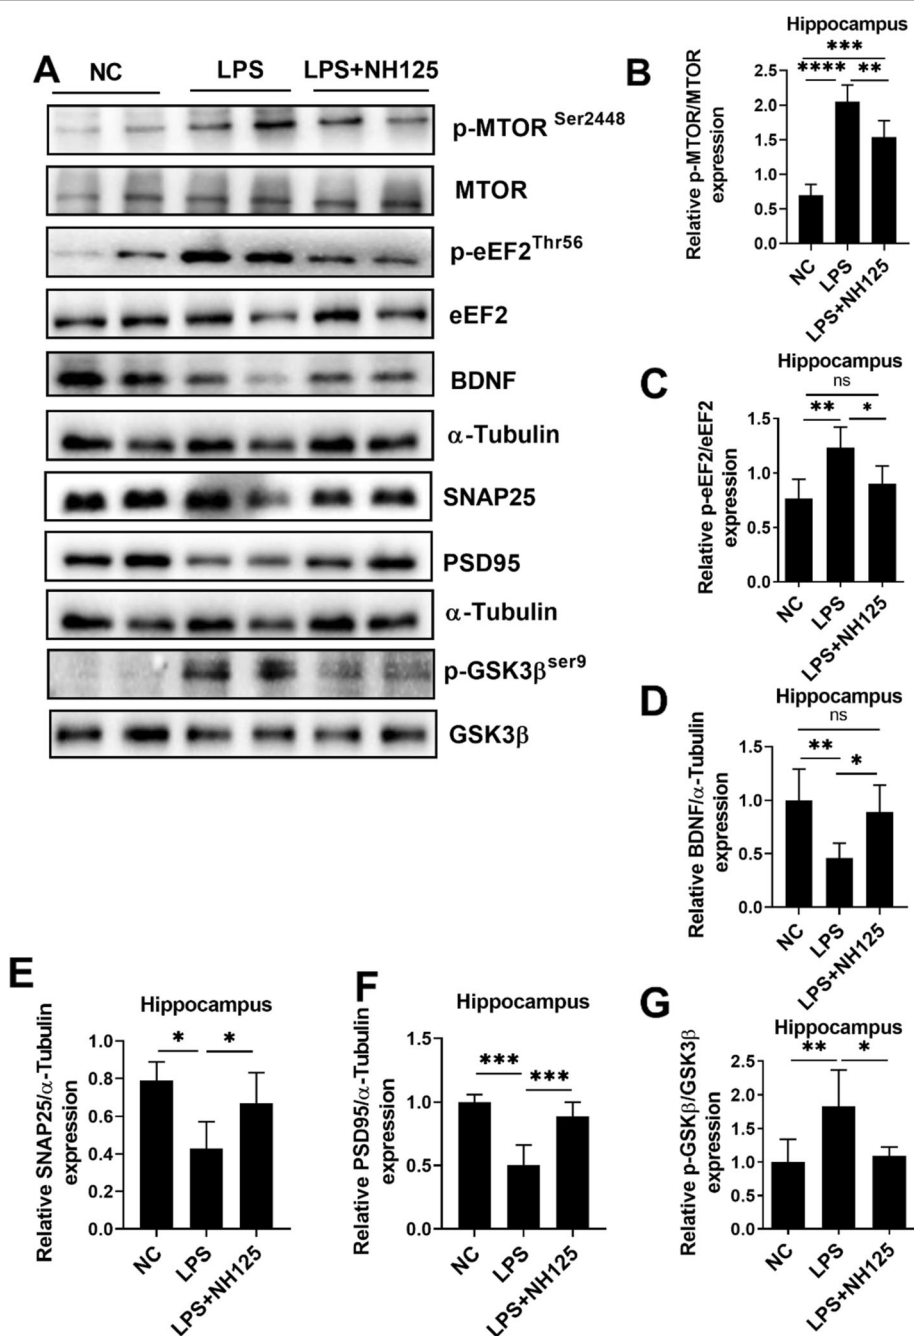 A
NC
LPS
LPS+NH125
p-MTOR Ser2448
MTOR
p-eEF2Thr56
eEF2
BDNF
α-Tubulin
SNAP25
PSD95
α-Tubulin
p-GSK3βser9
GSK3β
B
Hippocampus
***
**** **
Relative p-MTOR/MTOR
expression
2.5
2.0
1.5
1.0
0.5
0.0
NC
LPS
LPS+NH125
C
Hippocampus
ns
** *
Relative p-eEF2/eEF2
expression
1.5
1.0
0.5
0.0
NC
LPS
LPS+NH125
D
Hippocampus
ns
** *
Relative BDNF/α-Tubulin
expression
1.5
1.0
0.5
0.0
NC
LPS
LPS+NH125
E
Hippocampus
* *
Relative SNAP25/α-Tubulin
expression
1.0
0.8
0.6
0.4
0.2
0.0
NC
LPS
LPS+NH125
F
Hippocampus
*** ***
Relative PSD95/α-Tubulin
expression
1.5
1.0
0.5
0.0
NC
LPS
LPS+NH125
G
Hippocampus
** *
Relative p-GSKβ/GSK3β
expression
2.5
2.0
1.5
1.0
0.5
0.0
NC
LPS
LPS+NH125